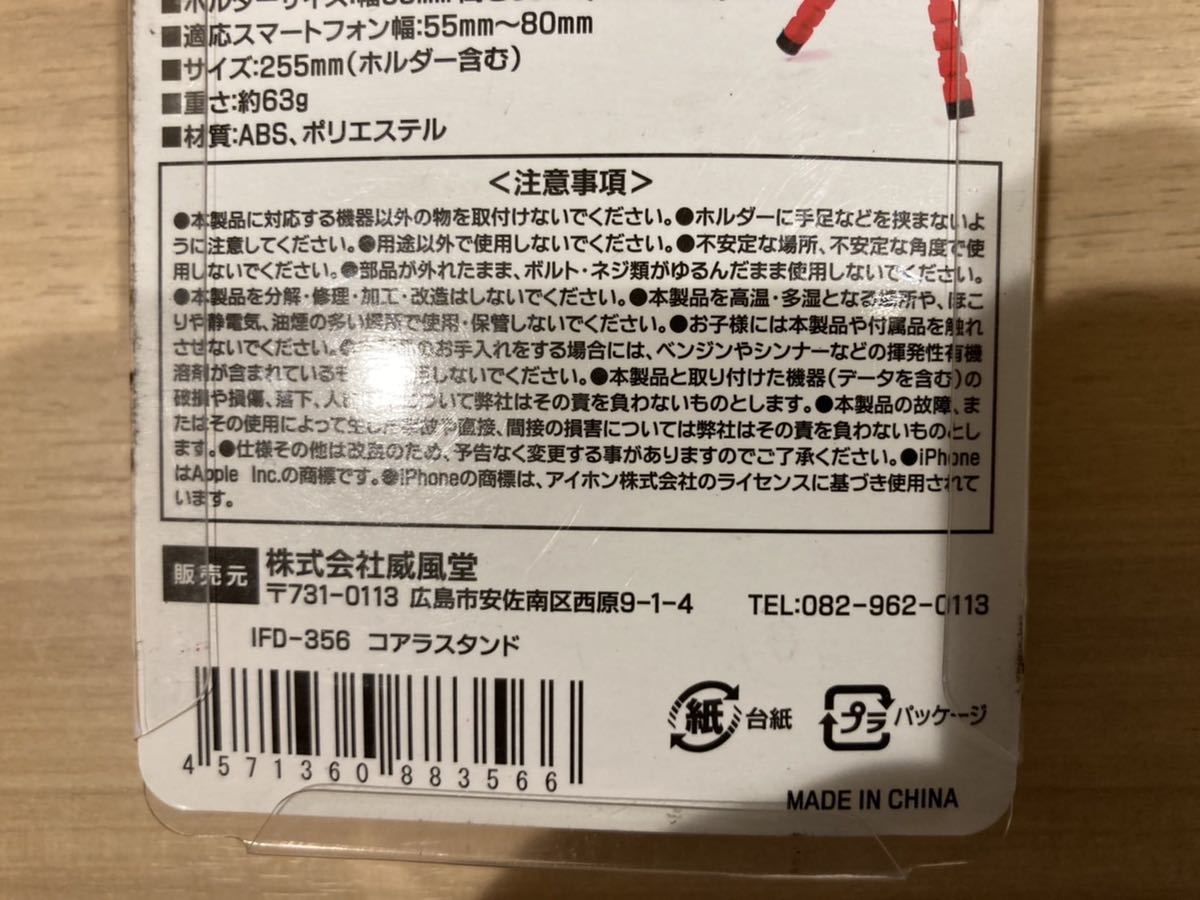 ■ホルダーサイズ:幅
■適応スマートフォン幅:55mm〜80mm
■サイズ:255mm(ホルダー含む)
■重さ:約63g
■材質:ABS、ポリエステル
<注意事項>
●本製品に対応する機器以外の物を取付けないでください。●ホルダーに手足などを挟まないよ
うに注意してください。●用途以外で使用しないでください。●不安定な場所、不安定な角度で使
用しないでください。●部品が外れたまま、ボルト・ネジ類がゆるんだまま使用しないでください。
●本製品を分解・修理・加工・改造はしないでください。●本製品を高温・多湿となる場所や、ほこ
りや静電気、油煙の多い場所で使用・保管しないでください。●お子様には本製品や付属品を触れ
させないでください。●のお手入れをする場合には、ベンジンやシンナーなどの揮発性有機
溶剤が含まれているしないでください。●本製品と取り付けた機器(データを含む)の
破損や損傷、落下、人ついて弊社はその責を負わないものとします。●本製品の故障、ま
たはその使用によって生じた事故や直接、間接の損害については弊社はその責を負わないものとし
ます。●仕様その他は改良のため、予告なく変更する事がありますのでご了承ください。●iPhone
はApple Inc.の商標です。●iPhoneの商標は、アイホン株式会社のライセンスに基づき使用されて
います。
販売元 株式会社威風堂
〒731-0113 広島市安佐南区西原9-1-4 TEL:082-962-0113
IFD-356 コアラスタンド
4571360883566
紙 台紙 プラ パッケージ
MADE IN CHINA